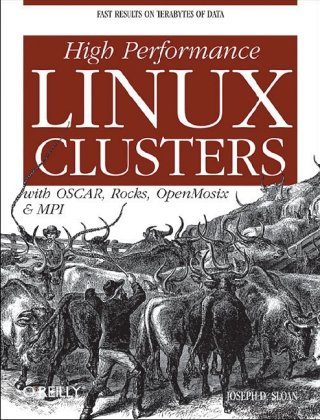 FAST RESULTS ON TERABYTES OF DATA
High Performance
LINUX
CLUSTERS
with OSCAR, Rocks, OpenMosix
& MPI
O'REILLY
JOSEPH D. SLOAN